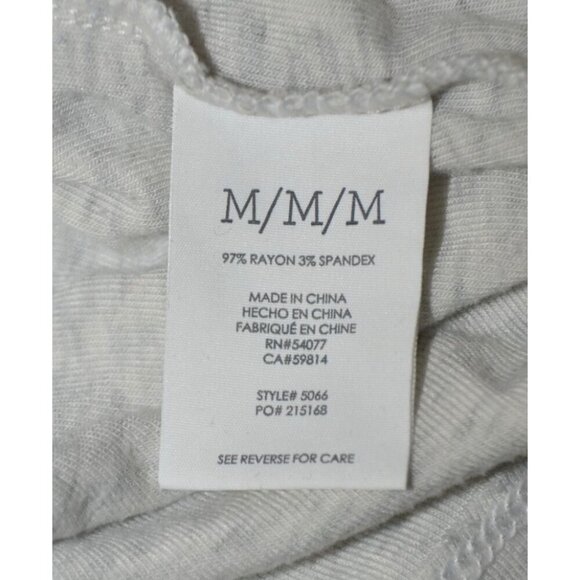 M/M/M
97% RAYON 3% SPANDEX
MADE IN CHINA
HECHO EN CHINA
FABRIQUÉ EN CHINE
RN#54077
CA#59814
STYLE# 5066
PO# 215168
SEE REVERSE FOR CARE